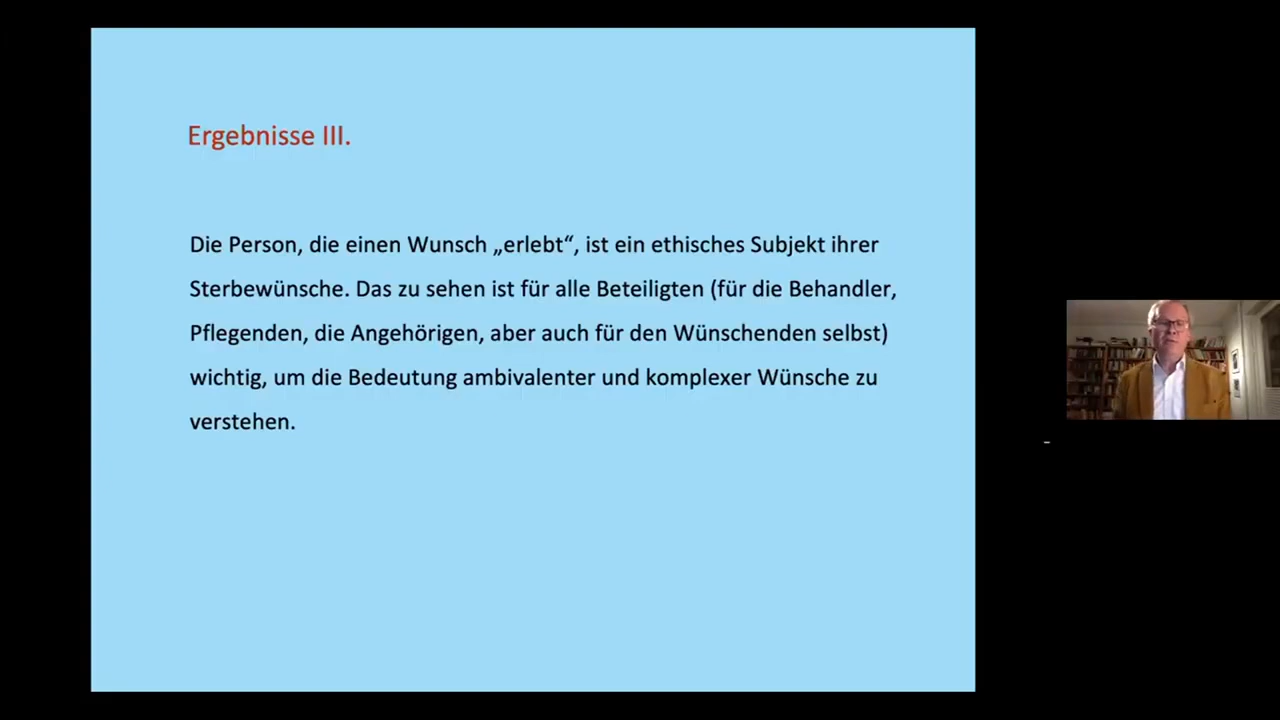 Ergebnisse III.
Die Person, die einen Wunsch „erlebt“, ist ein ethisches Subjekt ihrer
Sterbewünsche. Das zu sehen ist für alle Beteiligten (für die Behandler,
Pflegenden, die Angehörigen, aber auch für den Wünschenden selbst)
wichtig, um die Bedeutung ambivalenter und komplexer Wünsche zu
verstehen.